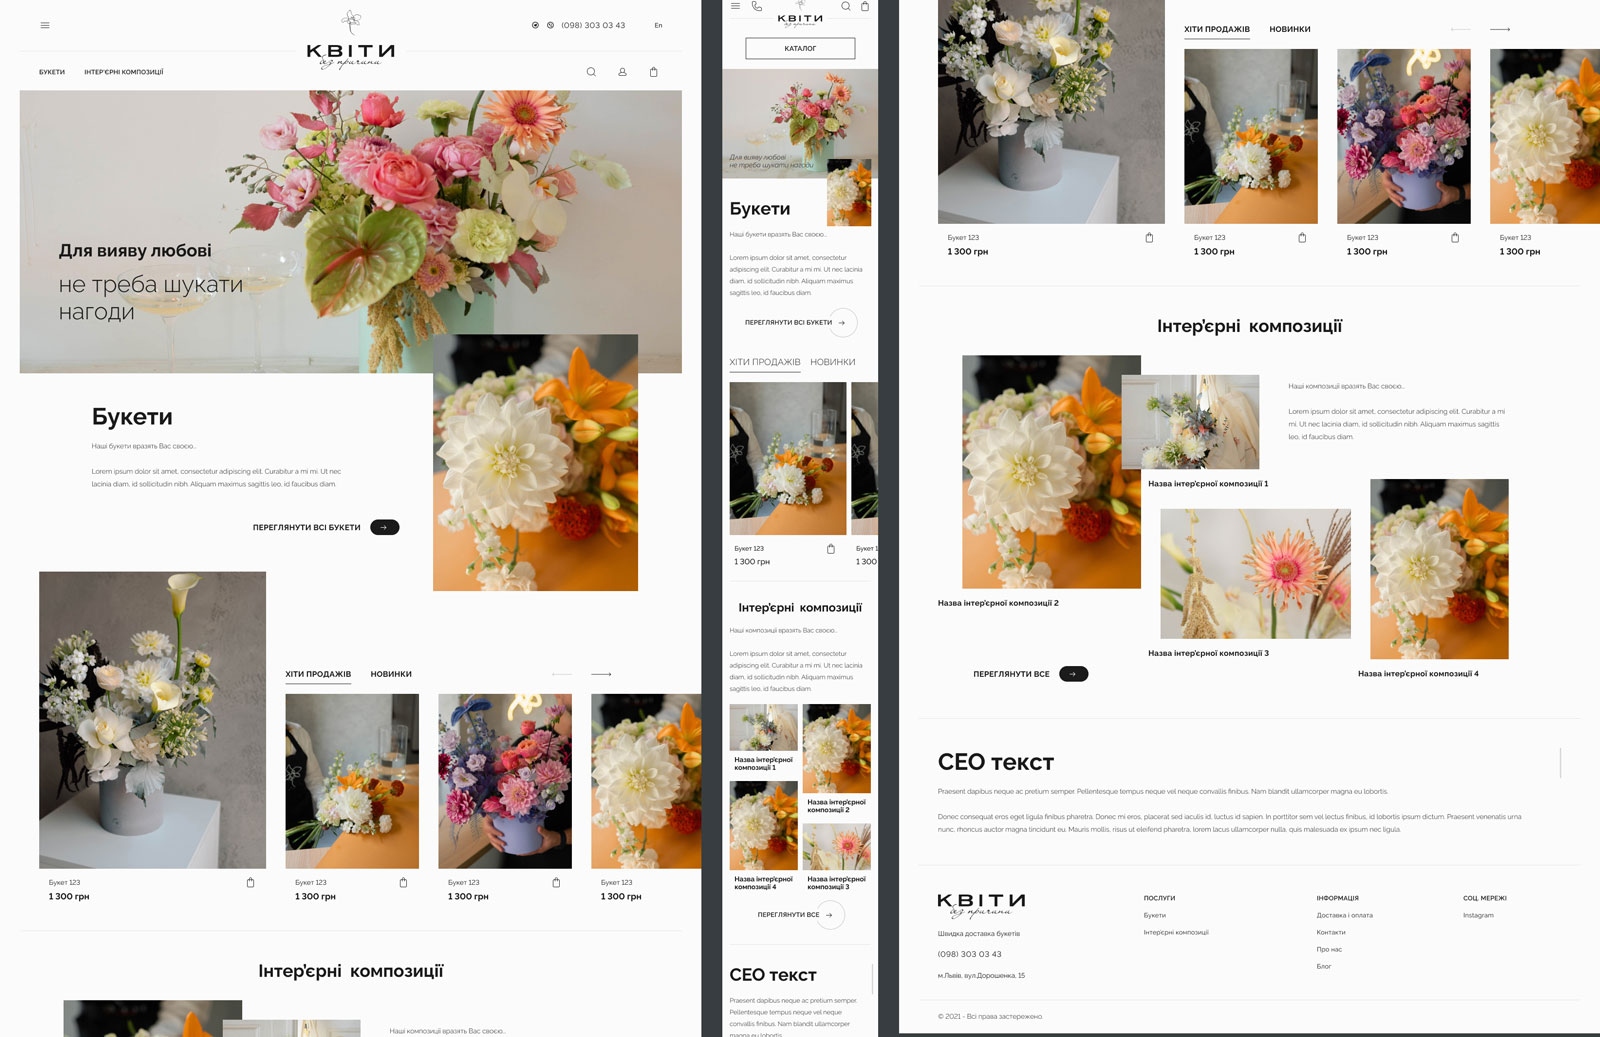 (098) 303 03 43
En
КВІТИ
без причини
БУКЕТИ
ІНТЕР'ЄРНІ КОМПОЗИЦІЇ
Для вияву любові
не треба шукати
нагоди
Букети
Наші букети вразять Вас своєю...
Lorem ipsum dolor sit amet, consectetur adipiscing elit. Curabitur a mi mi. Ut nec
lacinia diam, id sollicitudin nibh. Aliquam maximus sagittis leo, id faucibus diam.
ПЕРЕГЛЯНУТИ ВСІ БУКЕТИ
ХІТИ ПРОДАЖІВ
НОВИНКИ
Букет 123
1 300 грн
Букет 123
1 300 грн
Букет 123
1 300 грн
Букет 123
1 300 грн
Інтер'єрні композиції
Наші композиції вразять Вас своєю...
КВІТИ
без причини
КАТАЛОГ
Для вияву любові
не треба шукати нагоди
Букети
Наші букети вразять Вас своєю...
Lorem ipsum dolor sit amet, consectetur
adipiscing elit. Curabitur a mi mi. Ut nec lacinia
diam, id sollicitudin nibh. Aliquam maximus
sagittis leo, id faucibus diam.
ПЕРЕГЛЯНУТИ ВСІ БУКЕТИ
ХІТИ ПРОДАЖІВ
НОВИНКИ
Букет 123
1 300 грн
Букет 1
1 300
Інтер'єрні композиції
Наші композиції вразять Вас своєю...
Lorem ipsum dolor sit amet, consectetur
adipiscing elit. Curabitur a mi mi. Ut nec lacinia
diam, id sollicitudin nibh. Aliquam maximus
sagittis leo, id faucibus diam.
Назва інтер'єрної
композиції 1
Назва інтер'єрної
композиції 2
Назва інтер'єрної
композиції 4
Назва інтер'єрної
композиції 3
ПЕРЕГЛЯНУТИ ВСЕ
СЕО текст
Praesent dapibus neque ac pretium semper.
Pellentesque tempus neque vel neque
convallis finibus. Nam blandit ullamcorper
magna eu lobortis.
ХІТИ ПРОДАЖІВ
НОВИНКИ
Букет 123
1 300 грн
Букет 123
1 300 грн
Букет 123
1 300 грн
Букет 123
1 300 грн
Інтер'єрні композиції
Наші композиції вразять Вас своєю...
Lorem ipsum dolor sit amet, consectetur adipiscing elit. Curabitur a mi
mi. Ut nec lacinia diam, id sollicitudin nibh. Aliquam maximus sagittis
leo, id faucibus diam.
Назва інтер'єрної композиції 1
Назва інтер'єрної композиції 2
Назва інтер'єрної композиції 3
Назва інтер'єрної композиції 4
ПЕРЕГЛЯНУТИ ВСЕ
СЕО текст
Praesent dapibus neque ac pretium semper. Pellentesque tempus neque vel neque convallis finibus. Nam blandit ullamcorper magna eu lobortis.
Donec consequat eros eget ligula finibus pharetra. Donec mi eros, placerat sed iaculis id, luctus id sapien. In porttitor sem vel lectus finibus, id lobortis ipsum dictum. Praesent venenatis urna
nunc, rhoncus auctor magna tincidunt eu. Mauris mollis, risus ut eleifend pharetra, lorem lacus ullamcorper nulla, quis malesuada ex ipsum nec ligula.
КВІТИ
без причини
Швидка доставка букетів
(098) 303 03 43
м.Львів, вул.Дорошенка, 15
ПОСЛУГИ
Букети
Інтер'єрні композиції
ІНФОРМАЦІЯ
Доставка і оплата
Контакти
Про нас
Блог
СОЦ. МЕРЕЖІ
Instagram
© 2021 - Всі права застережено.